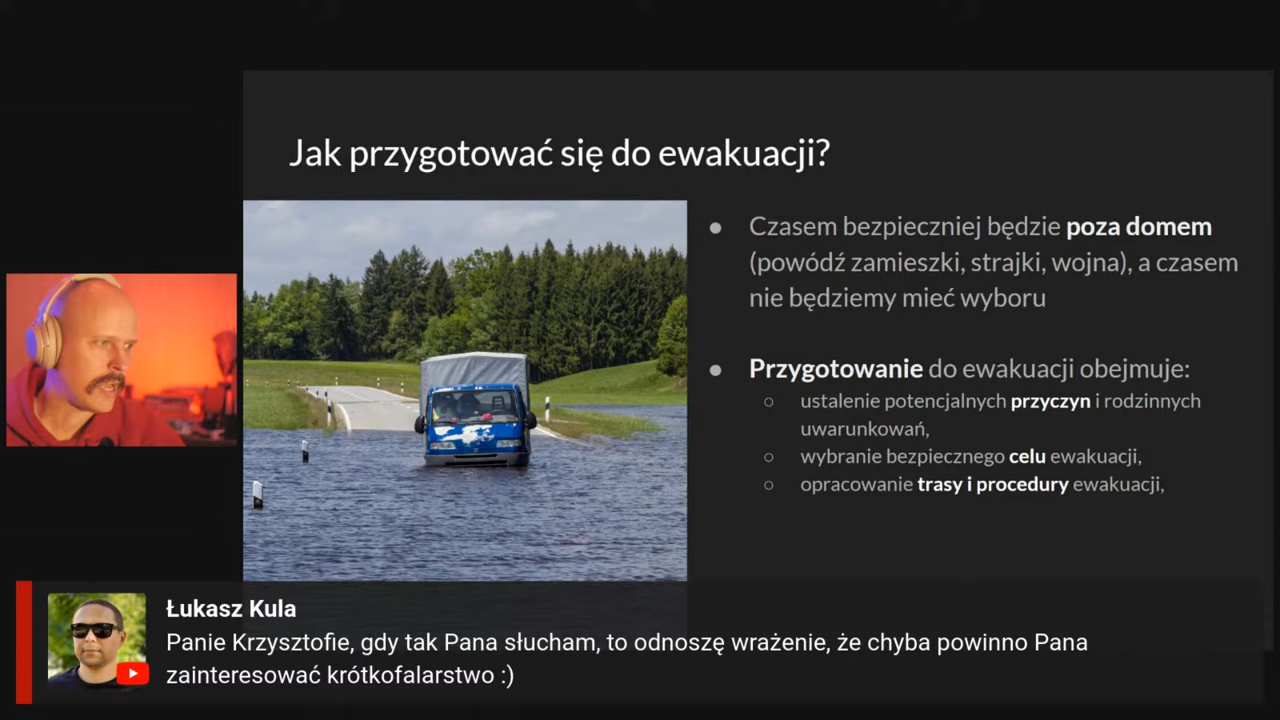 Jak przygotować się do ewakuacji?
● Czasem bezpieczniej będzie poza domem
(powódź zamieszki, strajki, wojna), a czasem
nie będziemy mieć wyboru
● Przygotowanie do ewakuacji obejmuje:
○ ustalenie potencjalnych przyczyn i rodzinnych
uwarunkowań,
○ wybranie bezpiecznego celu ewakuacji,
○ opracowanie trasy i procedury ewakuacji,
Łukasz Kula
Panie Krzysztofie, gdy tak Pana słucham, to odnoszę wrażenie, że chyba powinno Pana
zainteresować krótkofalarstwo :)